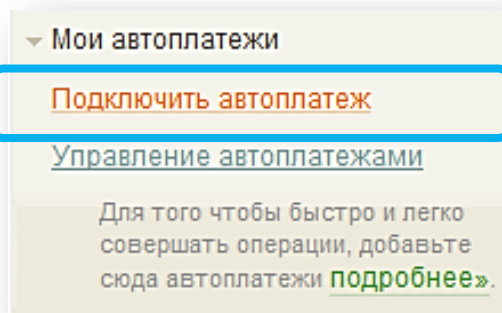 Мои автоплатежи
Подключить автоплатеж
Управление автоплатежами
Для того чтобы быстро и легко
совершать операции, добавьте
сюда автоплатежи подробнее».